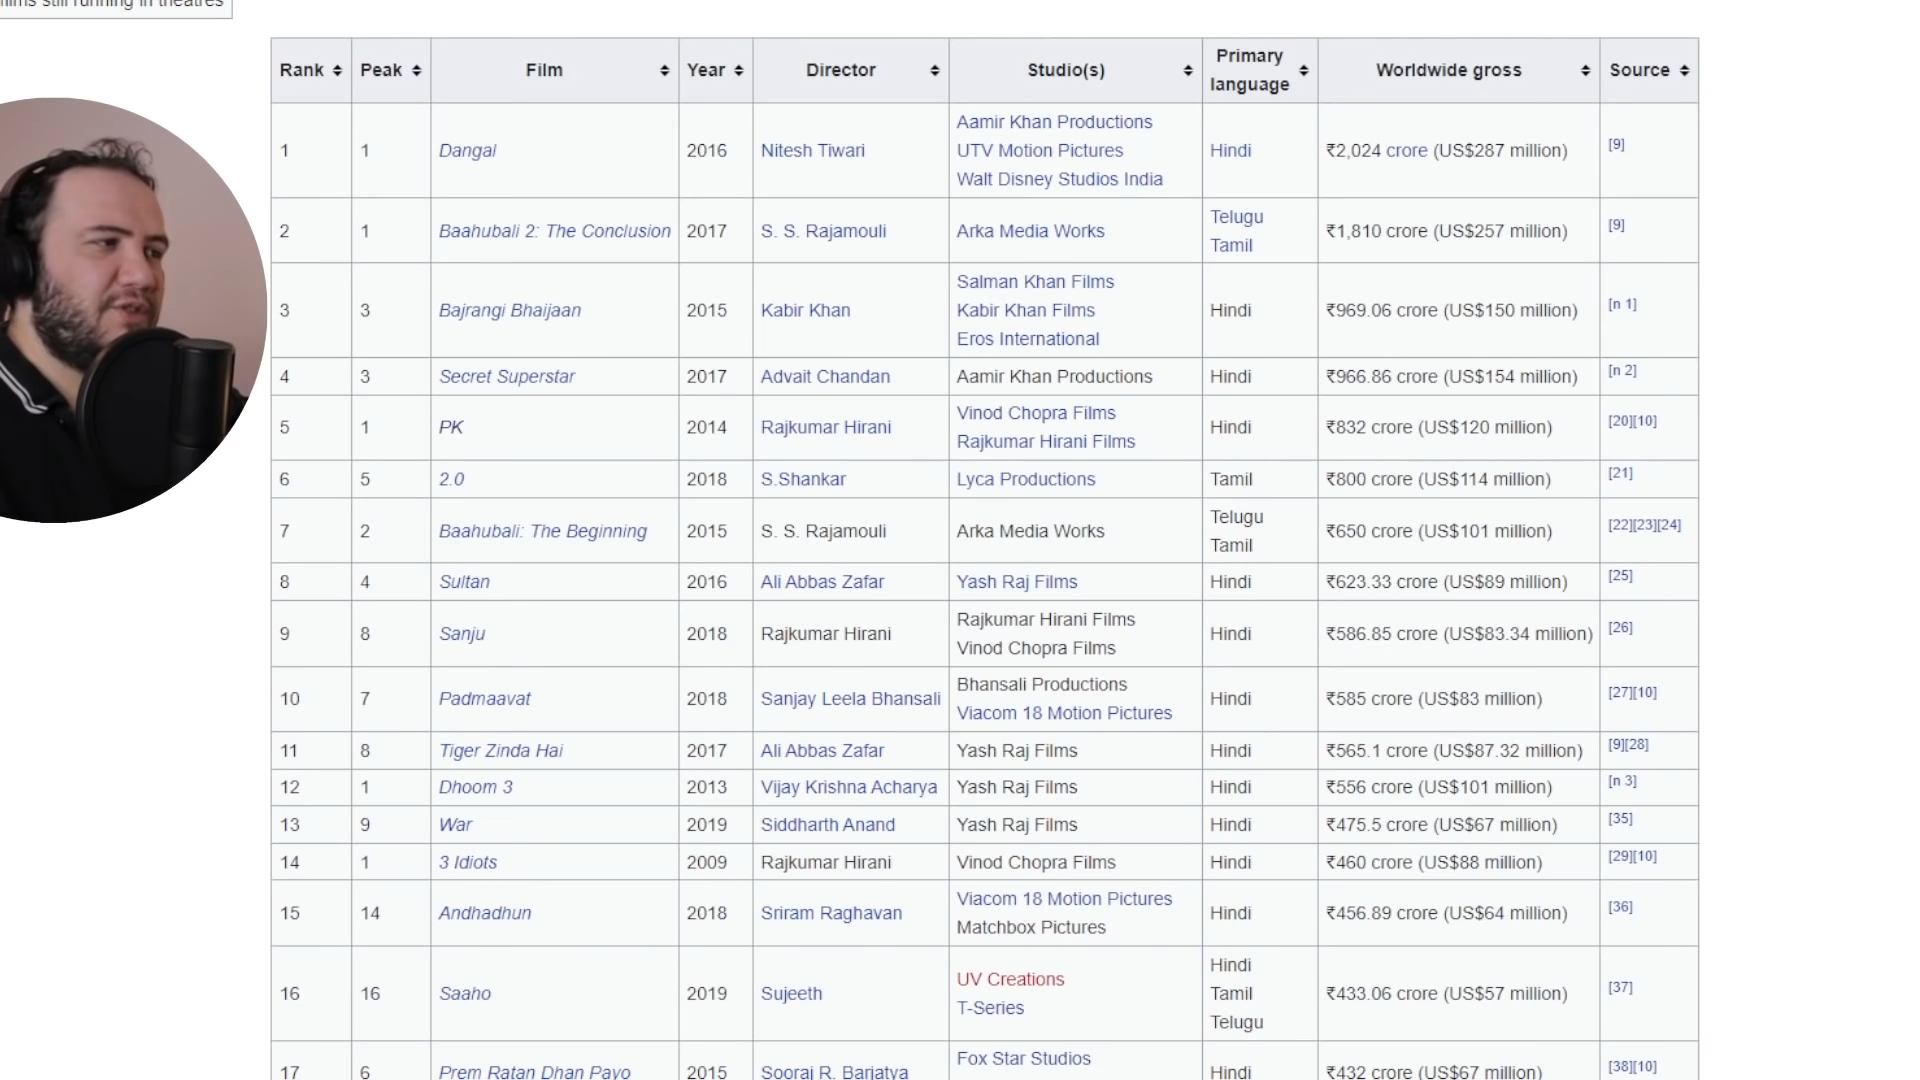 films still running in theatres
Rank Peak Film Year Director Studio(s) Primary language Worldwide gross Source
1 1 Dangal 2016 Nitesh Tiwari Aamir Khan Productions UTV Motion Pictures Walt Disney Studios India Hindi ₹2,024 crore (US$287 million) [9]
2 1 Baahubali 2: The Conclusion 2017 S. S. Rajamouli Arka Media Works Telugu Tamil ₹1,810 crore (US$257 million) [9]
3 3 Bajrangi Bhaijaan 2015 Kabir Khan Salman Khan Films Kabir Khan Films Eros International Hindi ₹969.06 crore (US$150 million) [n 1]
4 3 Secret Superstar 2017 Advait Chandan Aamir Khan Productions Hindi ₹966.86 crore (US$154 million) [n 2]
5 1 PK 2014 Rajkumar Hirani Vinod Chopra Films Rajkumar Hirani Films Hindi ₹832 crore (US$120 million) [20][10]
6 5 2.0 2018 S.Shankar Lyca Productions Tamil ₹800 crore (US$114 million) [21]
7 2 Baahubali: The Beginning 2015 S. S. Rajamouli Arka Media Works Telugu Tamil ₹650 crore (US$101 million) [22][23][24]
8 4 Sultan 2016 Ali Abbas Zafar Yash Raj Films Hindi ₹623.33 crore (US$89 million) [25]
9 8 Sanju 2018 Rajkumar Hirani Rajkumar Hirani Films Vinod Chopra Films Hindi ₹586.85 crore (US$83.34 million) [26]
10 7 Padmaavat 2018 Sanjay Leela Bhansali Bhansali Productions Viacom 18 Motion Pictures Hindi ₹585 crore (US$83 million) [27][10]
11 8 Tiger Zinda Hai 2017 Ali Abbas Zafar Yash Raj Films Hindi ₹565.1 crore (US$87.32 million) [9][28]
12 1 Dhoom 3 2013 Vijay Krishna Acharya Yash Raj Films Hindi ₹556 crore (US$101 million) [n 3]
13 9 War 2019 Siddharth Anand Yash Raj Films Hindi ₹475.5 crore (US$67 million) [35]
14 1 3 Idiots 2009 Rajkumar Hirani Vinod Chopra Films Hindi ₹460 crore (US$88 million) [29][10]
15 14 Andhadhun 2018 Sriram Raghavan Viacom 18 Motion Pictures Matchbox Pictures Hindi ₹456.89 crore (US$64 million) [36]
16 16 Saaho 2019 Sujeeth UV Creations T-Series Hindi Tamil Telugu ₹433.06 crore (US$57 million) [37]
17 6 Prem Ratan Dhan Payo 2015 Sooraj R. Barjatya Fox Star Studios Hindi ₹432 crore (US$67 million) [38][10]